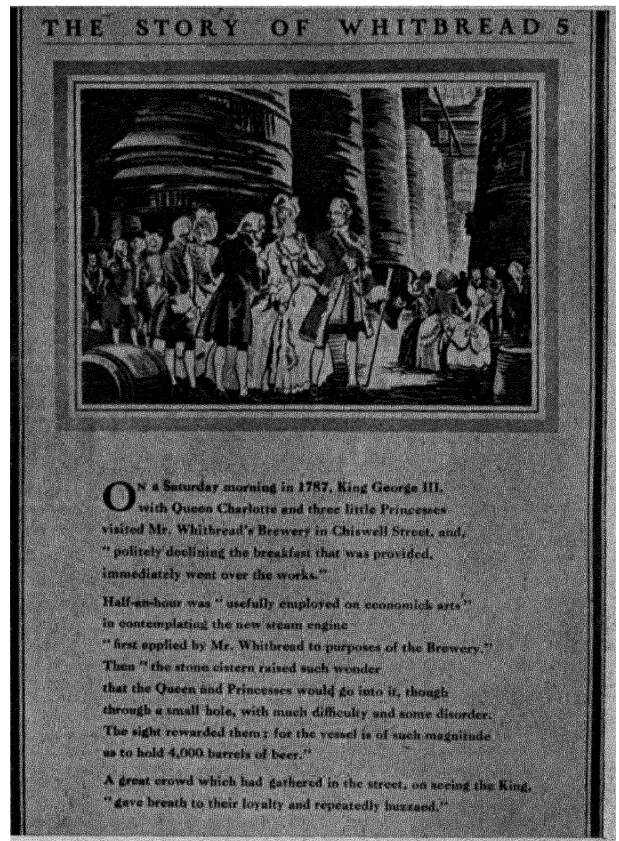 THE STORY OF WHITBREAD 5.
ON a Saturday morning in 1787, King George III,
with Queen Charlotte and three little Princesses
visited Mr. Whitbread's Brewery in Chiswell Street, and,
"politely declining the breakfast that was provided,
immediately went over the works."
Half-an-hour was "usefully employed on economick arts"
in contemplating the new steam engine
"first applied by Mr. Whitbread to purposes of the Brewery."
Then "the stone cistern raised such wonder
that the Queen and Princesses would go into it, though
through a small hole, with much difficulty and some disorder.
The sight rewarded them; for the vessel is of such magnitude
as to hold 4,000 barrels of beer."
A great crowd which had gathered in the street, on seeing the King,
"gave breath to their loyalty and repeatedly huzzaed."